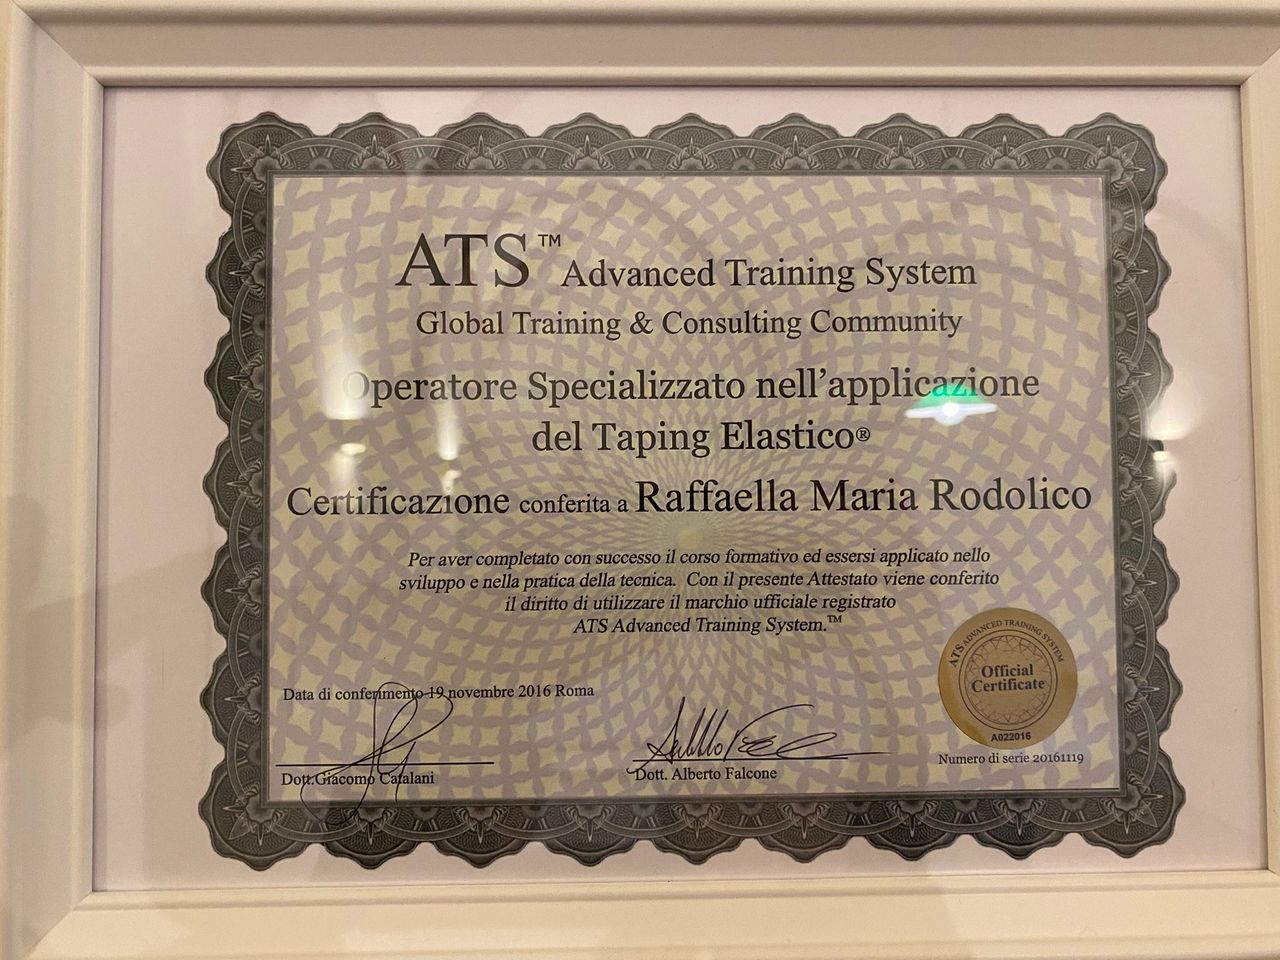 ATS™ Advanced Training System
Global Training & Consulting Community
Operatore Specializzato nell'applicazione
del Taping Elastico®
Certificazione conferita a Raffaella Maria Rodolico
Per aver completato con successo il corso formativo ed essersi applicato nello
sviluppo e nella pratica della tecnica. Con il presente Attestato viene conferito
il diritto di utilizzare il marchio ufficiale registrato
ATS Advanced Training System.™
ATS ADVANCED TRAINING SYSTEM
Official
Certificate
A022016
Data di conferimento 19 novembre 2016 Roma
Numero di serie 20161119
Dott.Giacomo Catalani
Dott. Alberto Falcone